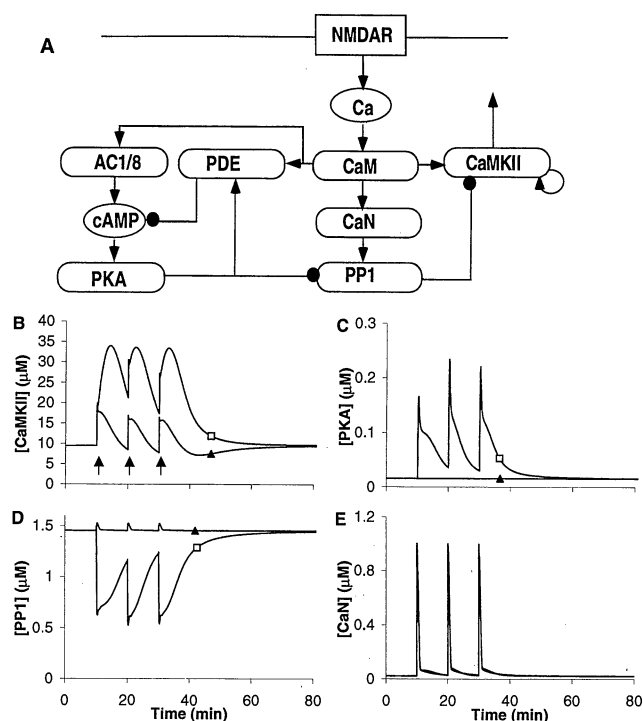 A
NMDAR
Ca
AC1/8
PDE
CaM
CaMKII
cAMP
CaN
PKA
PP1
B
[CaMKII] (μM)
40
35
30
25
20
15
10
5
0
C
[PKA] (μM)
0.3
0.2
0.1
0
D
[PP1] (μM)
1.5
1
0.5
0
0 20 40 60 80
Time (min)
E
[CaN] (μM)
1.2
0.8
0.4
0
0 20 40 60 80
Time (min)